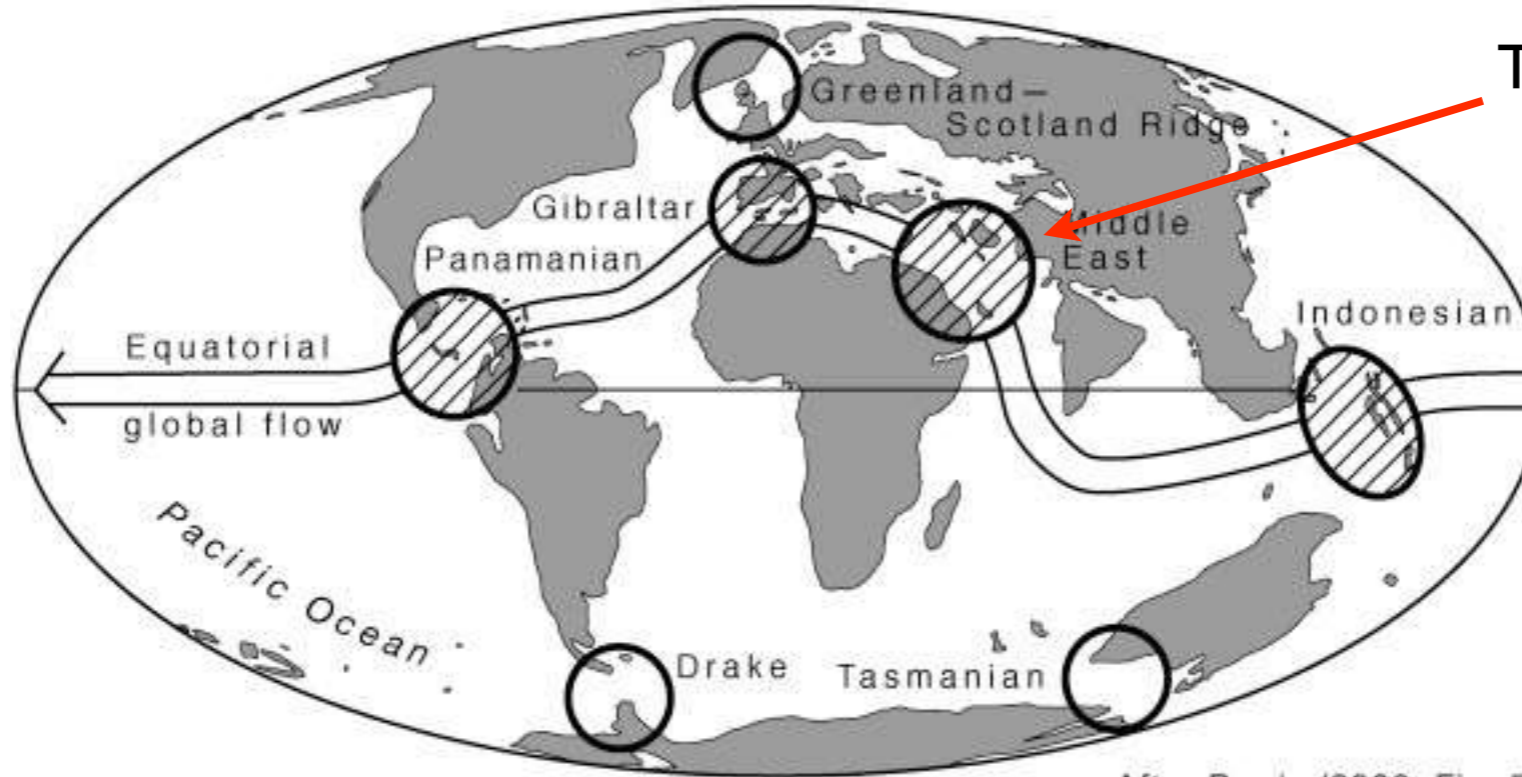 T
Greenland—
Scotland Ridge
Gibraltar
Middle
East
Panamanian
Indonesian
Equatorial
global flow
Pacific Ocean
Drake
Tasmanian